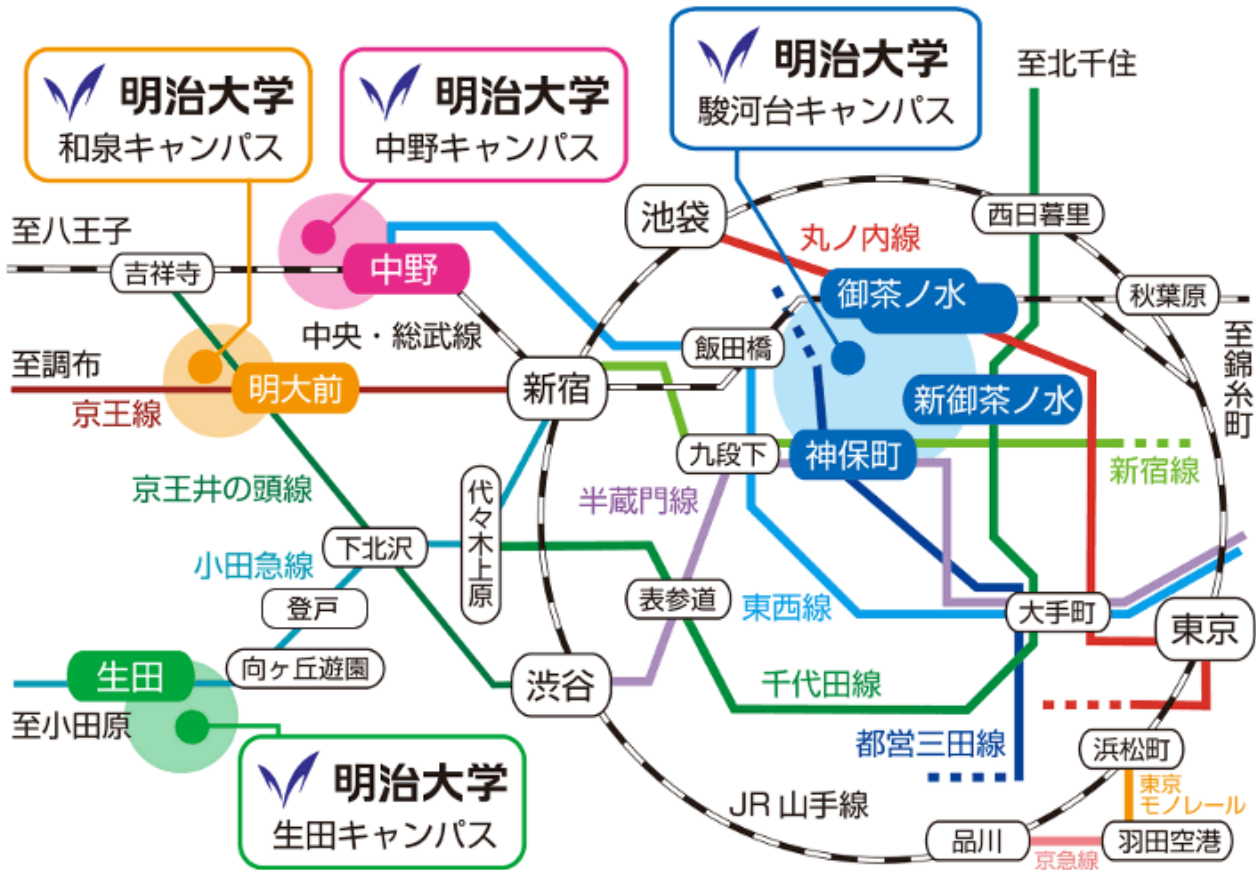 明治大学
和泉キャンパス
明治大学
中野キャンパス
明治大学
駿河台キャンパス
至北千住
至八王子
吉祥寺
中野
池袋
丸ノ内線
西日暮里
御茶ノ水
秋葉原
中央・総武線
飯田橋
至錦糸町
至調布
京王線
明大前
新宿
新御茶ノ水
九段下
神保町
新宿線
京王井の頭線
代々木上原
半蔵門線
下北沢
小田急線
登戸
表参道
東西線
大手町
東京
生田
向ヶ丘遊園
渋谷
千代田線
至小田原
都営三田線
浜松町
明治大学
生田キャンパス
JR 山手線
東京
モノレール
品川
京急線
羽田空港